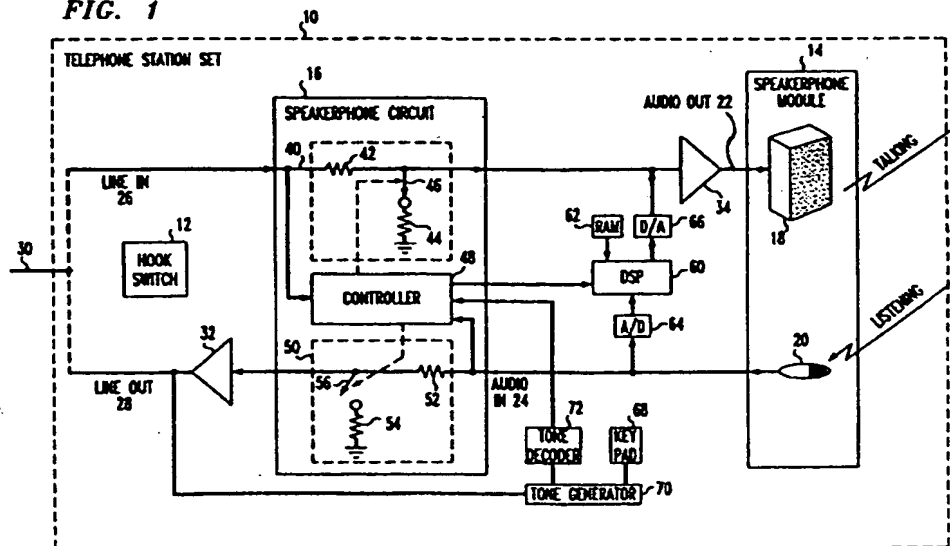 FIG. 1
10
TELEPHONE STATION SET
16
SPEAKERPHONE CIRCUIT
14
SPEAKERPHONE
MODULE
AUDIO OUT 22
40
42
46
44
LINE IN
26
30
12
HOOK
SWITCH
48
CONTROLLER
62
RAM
D/A
66
DSP
60
A/D
64
34
18
TALKING
LISTENING
20
32
LINE OUT
28
50
56
52
54
AUDIO
IN 24
72
TONE
DECODER
68
KEY
PAD
TONE GENERATOR
70